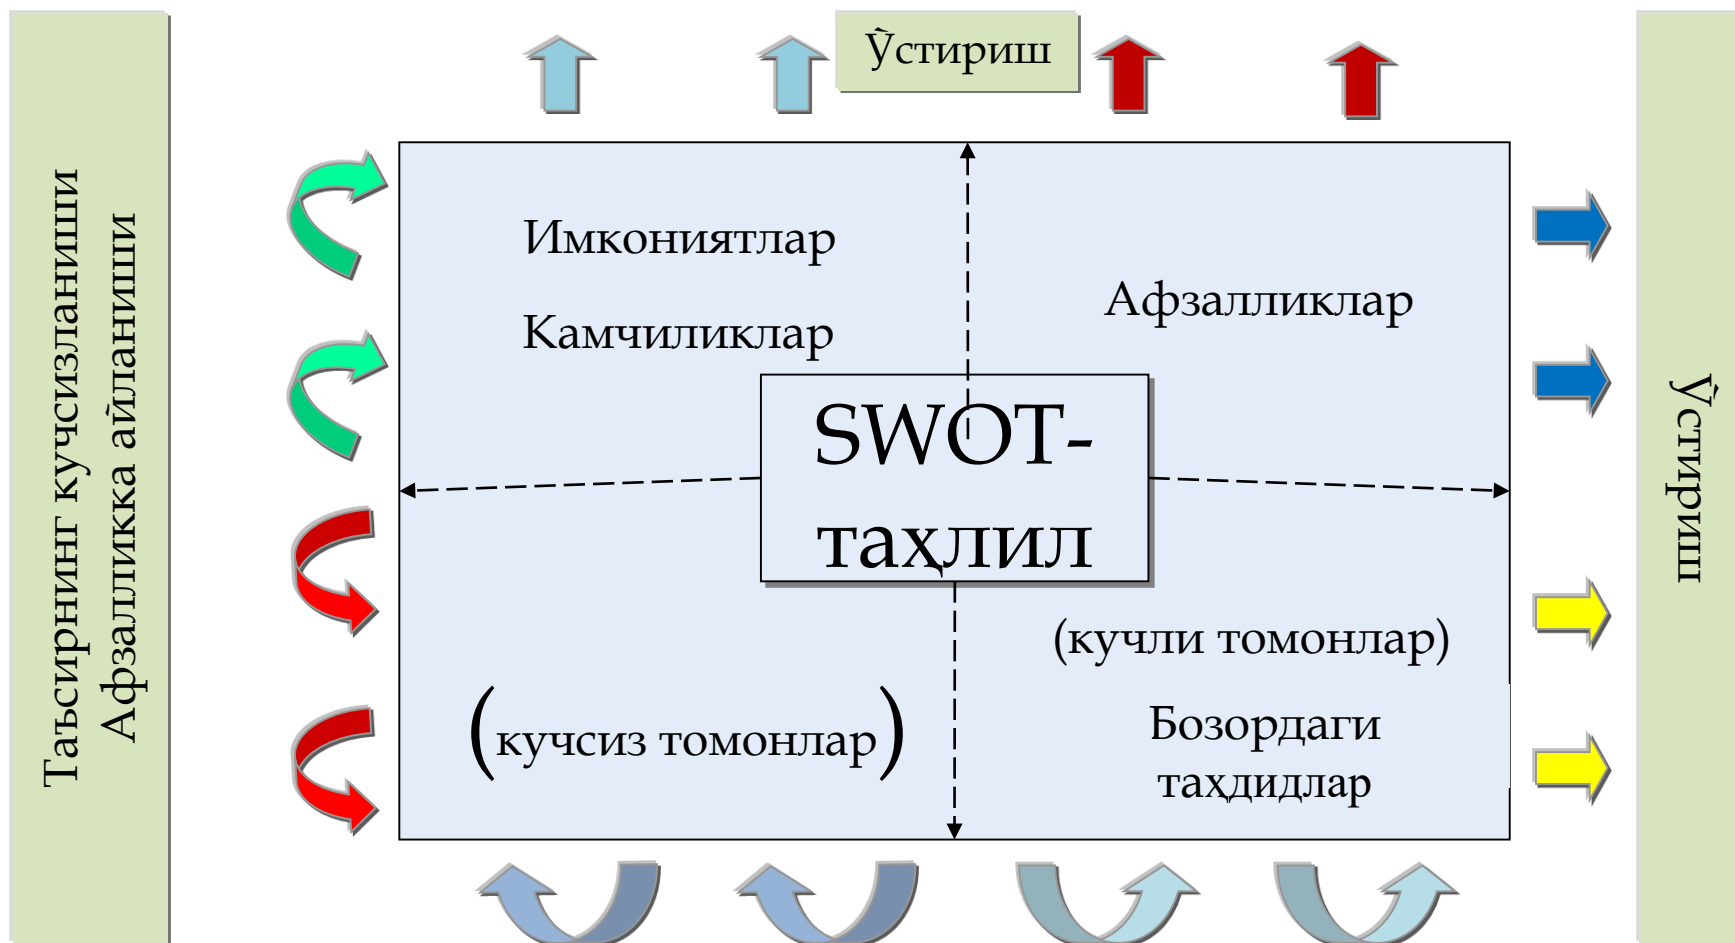 Таъсирнинг кучсизланиши
Афзалликка айланиши
Ўстириш
Имкониятлар
Камчиликлар
Афзалликлар
SWOT-
таҳлил
(кучсиз томонлар)
(кучли томонлар)
Бозордаги
таҳдидлар
Ўстириш